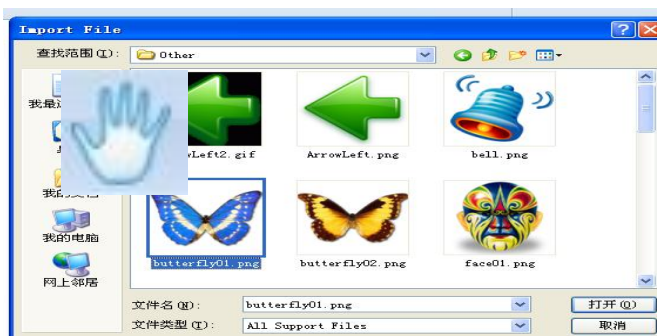 Import File
查找范围(I):
Other
我最
wLeft2.gif
ArrowLeft.png
bell.png
我的电脑
butterfly01.png
butterfly02.png
face01.png
网上邻居
文件名(N):
butterfly01.png
打开(O)
文件类型(T):
All Support Files
取消